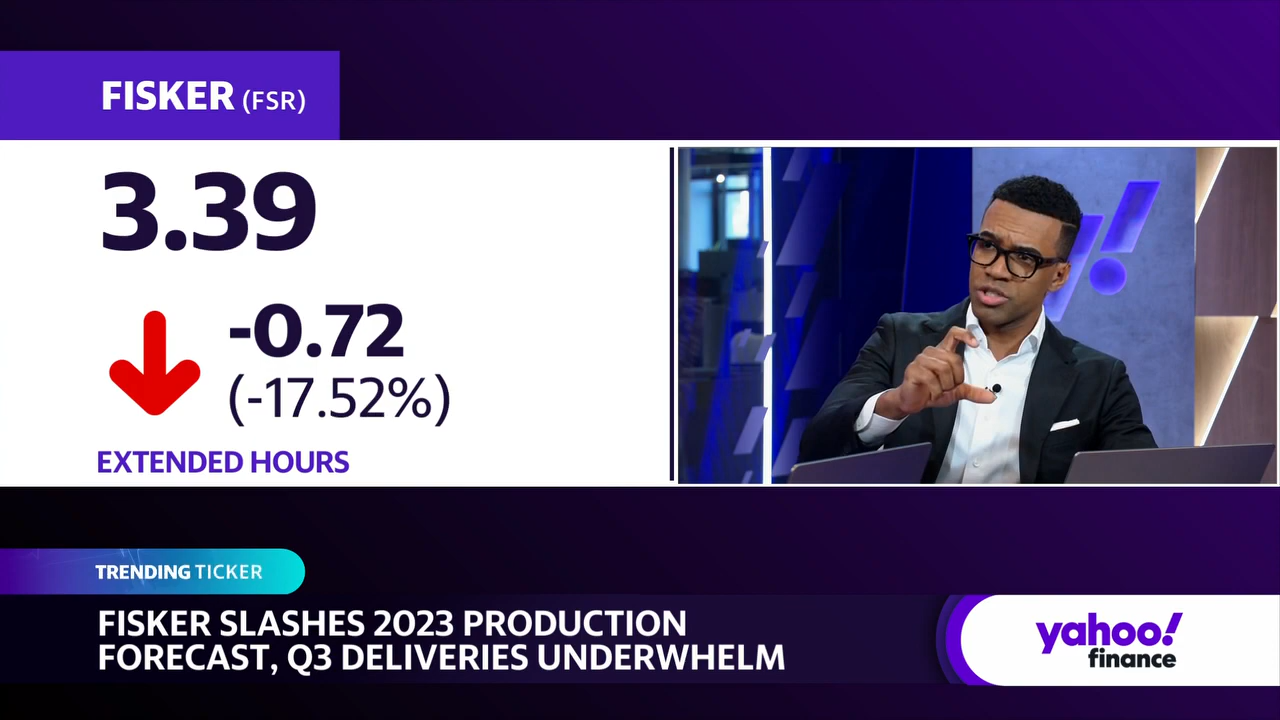 FISKER (FSR)
3.39
-0.72
(-17.52%)
EXTENDED HOURS
y!
TRENDING TICKER
FISKER SLASHES 2023 PRODUCTION
FORECAST, Q3 DELIVERIES UNDERWHELM
yahoo!
finance